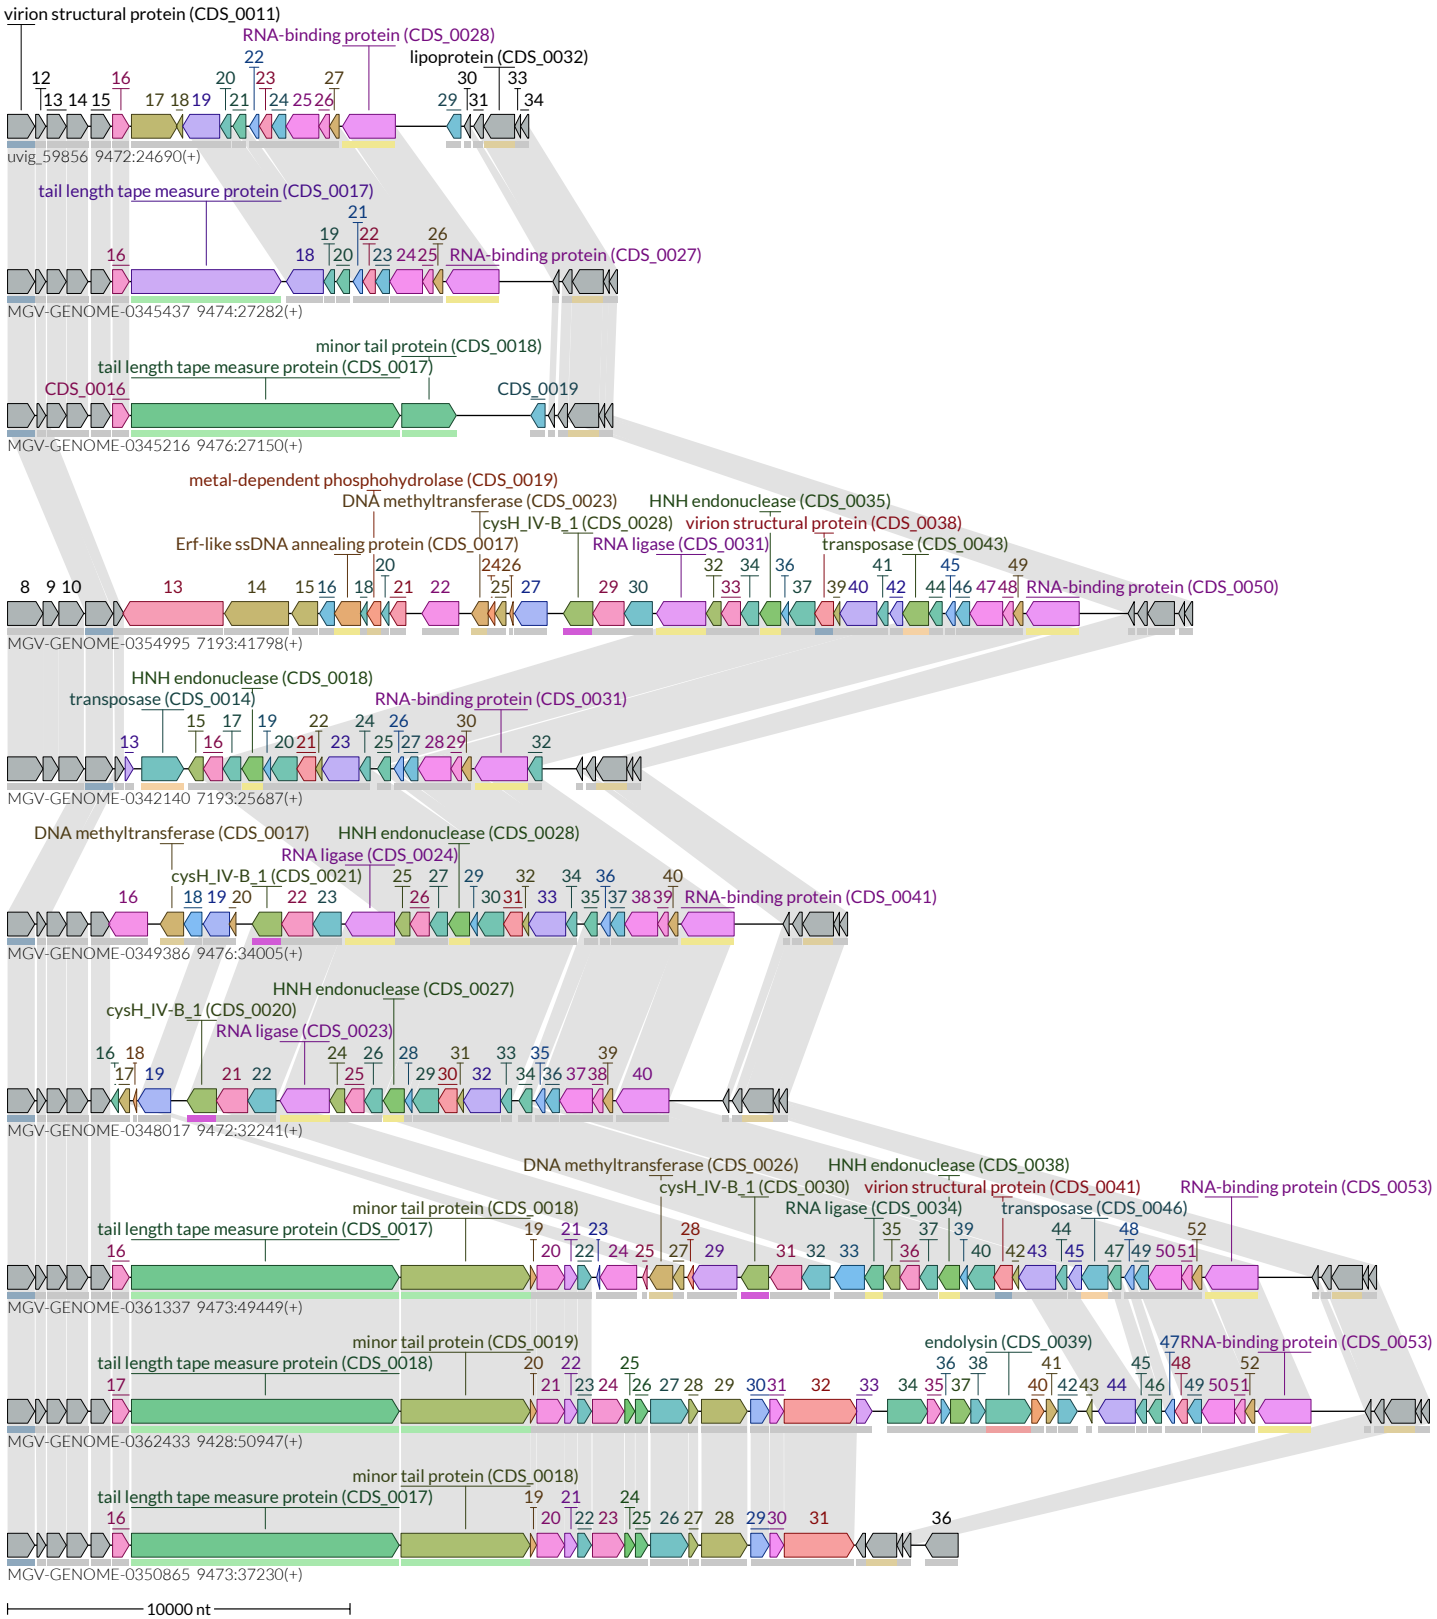 virion structural protein (CDS_0011)
RNA-binding protein (CDS_0028)
22 lipoprotein (CDS_0032)
12 16 20 23 27 30 33
13 14 15 17 18 19 21 24 25 26 29 31 34
uvig_59856 9472:24690(+)
tail length tape measure protein (CDS_0017)
21
19 22 26
16 18 20 23 24 25 RNA-binding protein (CDS_0027)
MGV-GENOME-0345437 9474:27282(+)
minor tail protein (CDS_0018)
tail length tape measure protein (CDS_0017)
CDS_0016 CDS_0019
MGV-GENOME-0345216 9476:27150(+)
metal-dependent phosphohydrolase (CDS_0019)
DNA methyltransferase (CDS_0023) HNH endonuclease (CDS_0035)
cysH_IV-B_1 (CDS_0028) virion structural protein (CDS_0038)
Erf-like ssDNA annealing protein (CDS_0017) RNA ligase (CDS_0031) transposase (CDS_0043)
20 24 26 32 34 36 41 45 49
8 9 10 13 14 15 16 18 21 22 25 27 29 30 33 37 39 40 42 44 46 47 48 RNA-binding protein (CDS_0050)
MGV-GENOME-0354995 7193:41798(+)
HNH endonuclease (CDS_0018)
transposase (CDS_0014) RNA-binding protein (CDS_0031)
15 17 19 22 24 26 30
13 16 20 21 23 25 27 28 29 32
MGV-GENOME-0342140 7193:25687(+)
DNA methyltransferase (CDS_0017) HNH endonuclease (CDS_0028)
RNA ligase (CDS_0024)
cysH_IV-B_1 (CDS_0021) 25 27 29 32 34 36 40
16 18 19 20 22 23 26 30 31 33 35 37 38 39 RNA-binding protein (CDS_0041)
MGV-GENOME-0349386 9476:34005(+)
HNH endonuclease (CDS_0027)
cysH_IV-B_1 (CDS_0020)
RNA ligase (CDS_0023)
16 18 24 26 28 31 33 35 39
17 19 21 22 25 29 30 32 34 36 37 38 40
MGV-GENOME-0348017 9472:32241(+)
DNA methyltransferase (CDS_0026) HNH endonuclease (CDS_0038)
cysH_IV-B_1 (CDS_0030) virion structural protein (CDS_0041) RNA-binding protein (CDS_0053)
minor tail protein (CDS_0018) RNA ligase (CDS_0034) transposase (CDS_0046)
tail length tape measure protein (CDS_0017) 19 21 23 28 35 37 39 44 48 52
16 20 22 24 25 27 29 31 32 33 36 40 42 43 45 47 49 50 51
MGV-GENOME-0361337 9473:49449(+)
minor tail protein (CDS_0019) endolysin (CDS_0039) 47 RNA-binding protein (CDS_0053)
tail length tape measure protein (CDS_0018) 20 22 25 36 38 41 45 48 52
17 21 23 24 26 27 28 29 30 31 32 33 34 35 37 40 42 43 44 46 49 50 51
MGV-GENOME-0362433 9428:50947(+)
minor tail protein (CDS_0018)
tail length tape measure protein (CDS_0017) 19 21 24
16 20 22 23 25 26 27 28 29 30 31 36
MGV-GENOME-0350865 9473:37230(+)
10000 nt